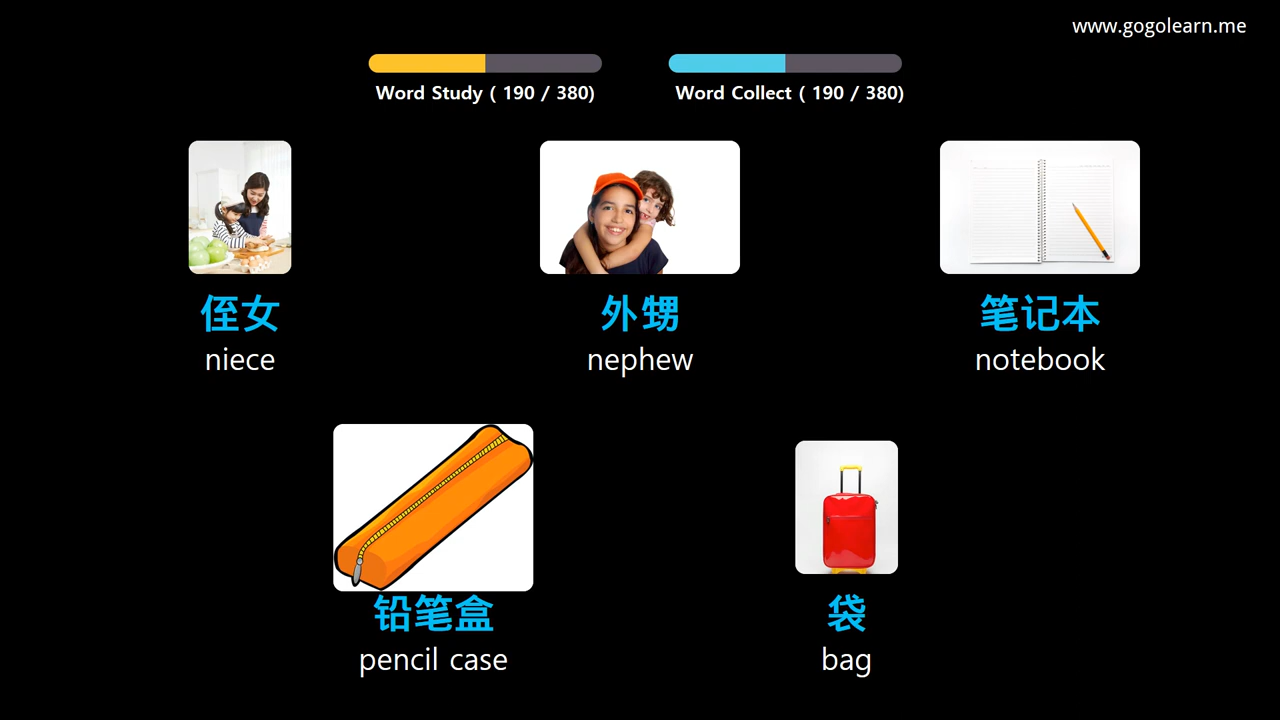 www.gogolearn.me
Word Study ( 190 / 380)
Word Collect ( 190 / 380)
侄女
niece
外甥
nephew
笔记本
notebook
铅笔盒
pencil case
袋
bag